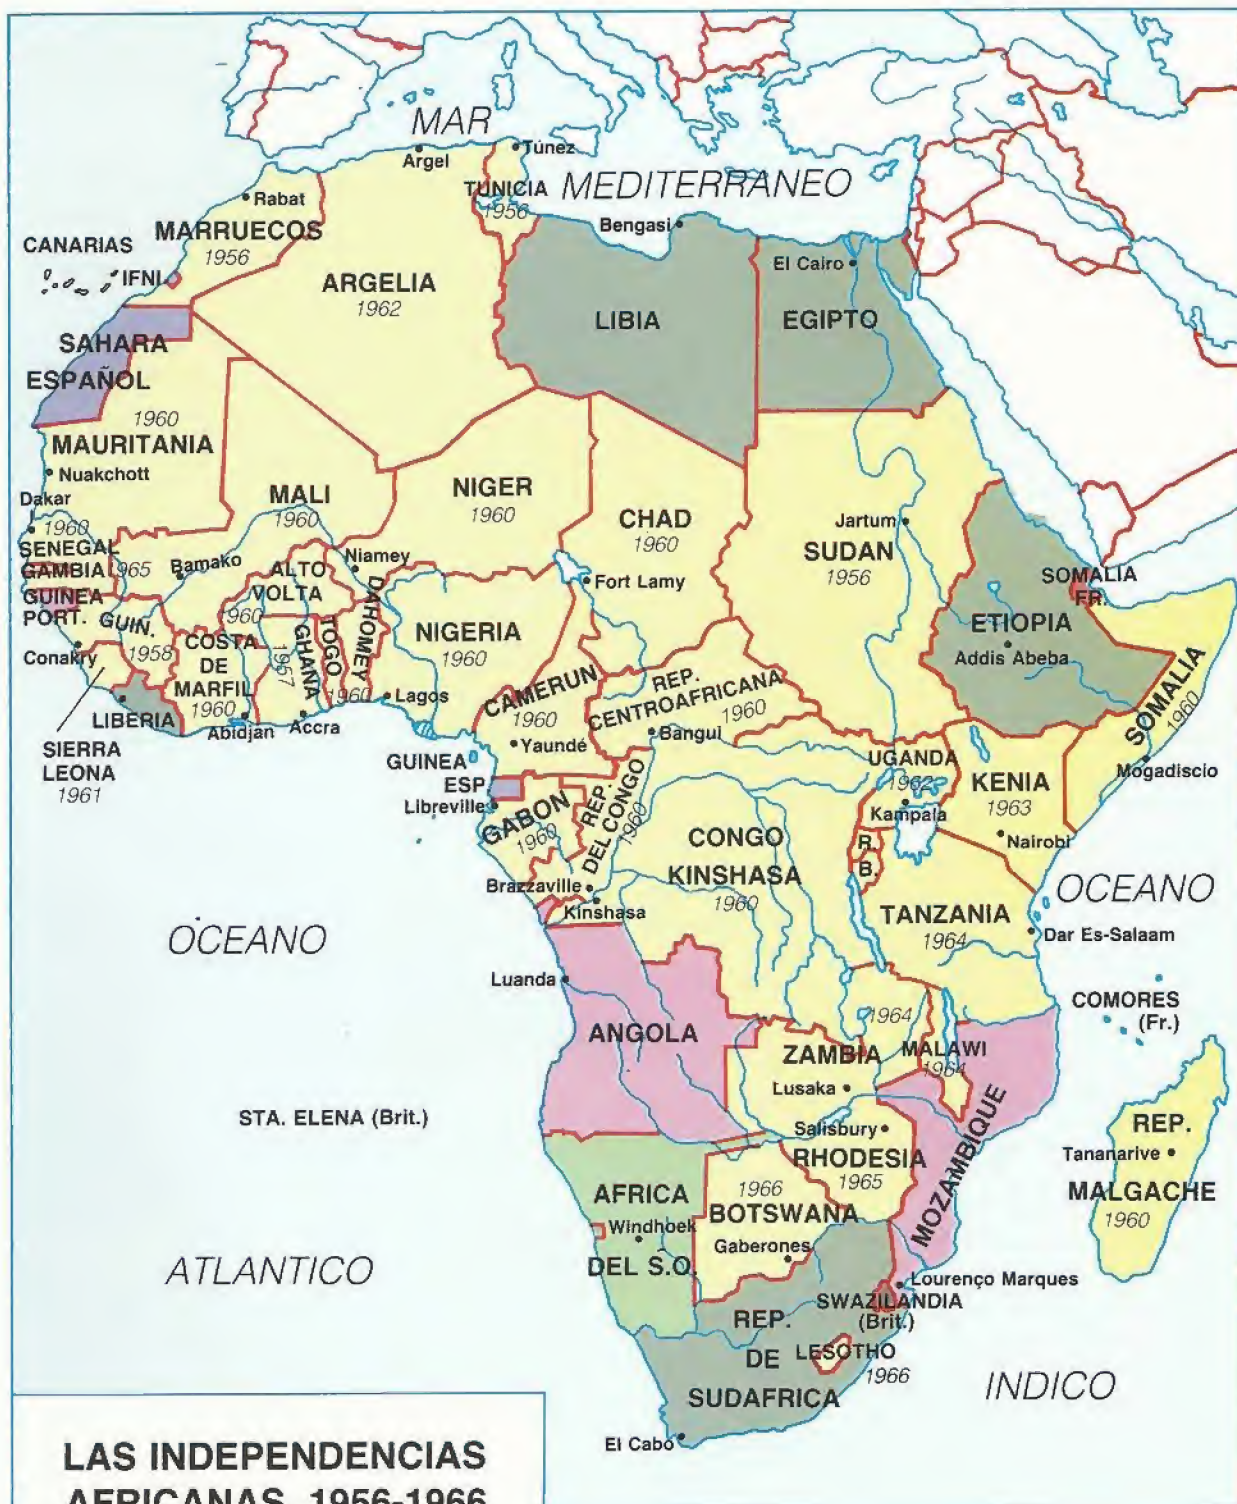 MAR
MEDITERRANEO
Argel
Túnez
TUNICIA
1956
Rabat
MARRUECOS
1956
CANARIAS
IFNI
ARGELIA
1962
Bengasi
LIBIA
El Cairo
EGIPTO
SAHARA
ESPAÑOL
1960
MAURITANIA
Nuakchott
Dakar
1960
SENEGAL
GAMBIA 1965
GUINEA
PORT.
GUIN.
1958
Conakry
MALI
1960
Bamako
NIGER
1960
Niamey
CHAD
1960
Fort Lamy
Jartum
SUDAN
1956
SOMALIA
FR.
ETIOPIA
Addis Abeba
SOMALIA
1960
Mogadiscio
ALTO
VOLTA
1960
DAHOMEY
TOGO
1960
GHANA
1957
COSTA
DE
MARFIL
1960
Abidjan
Accra
Lagos
NIGERIA
1960
LIBERIA
SIERRA
LEONA
1961
CAMERUN
1960
Yaundé
REP.
CENTROAFRICANA
1960
Bangui
GUINEA
ESP
Libreville
GABON
1960
REP.
DEL CONGO
1960
Brazzaville
Kinshasa
CONGO
KINSHASA
1960
UGANDA
1962
Kampala
KENIA
1963
Nairobi
R.
B.
TANZANIA
1964
Dar Es-Salaam
OCEANO
INDICO
OCEANO
ATLANTICO
COMORES
(Fr.)
Luanda
ANGOLA
1964
ZAMBIA
Lusaka
MALAWI
1964
STA. ELENA (Brit.)
Salisbury
RHODESIA
1965
MOZAMBIQUE
REP.
Tananarive
MALGACHE
1960
AFRICA
Windhoek
DEL S.O.
1966
BOTSWANA
Gaberones
Lourenço Marques
SWAZILANDIA
(Brit.)
REP.
DE
SUDAFRICA
LESOTHO
1966
El Cabo
LAS INDEPENDENCIAS
AFRICANAS, 1956-1966